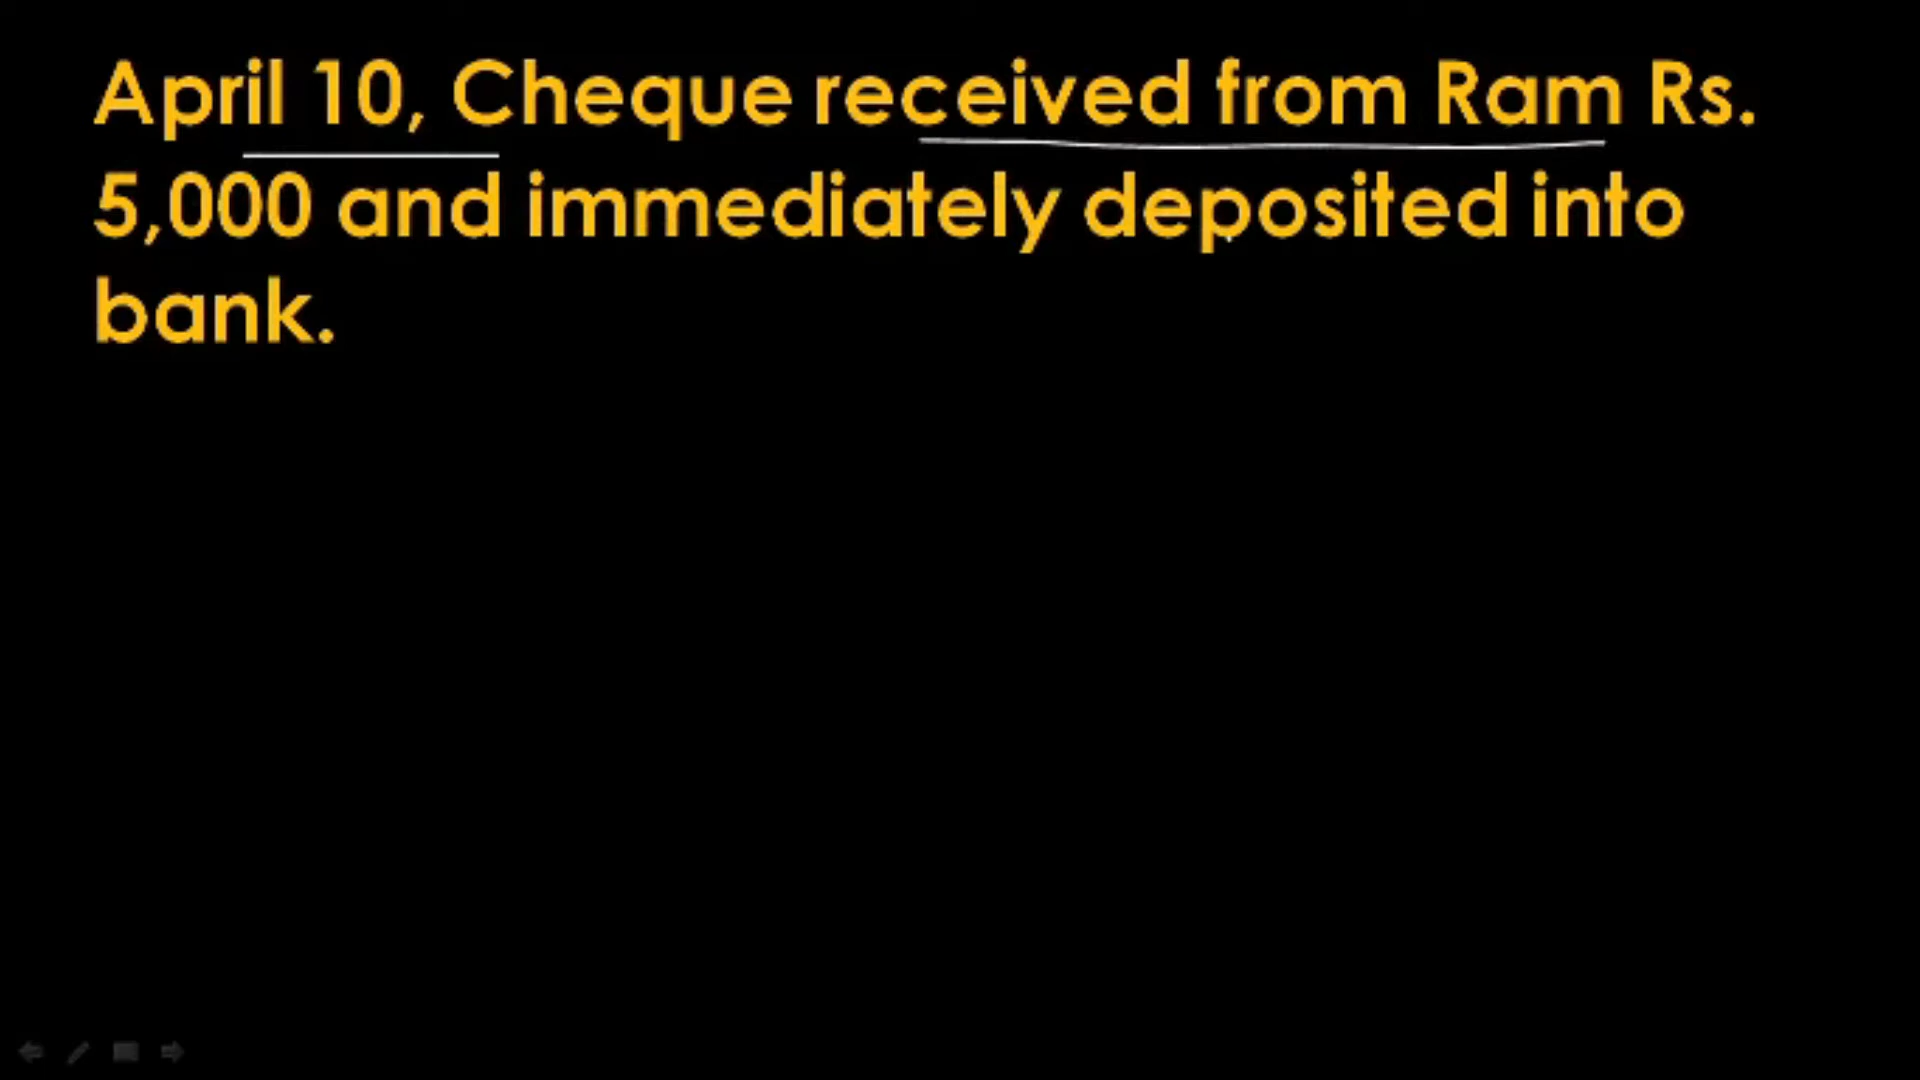 April 10, Cheque received from Ram Rs.
5,000 and immediately deposited into
bank.